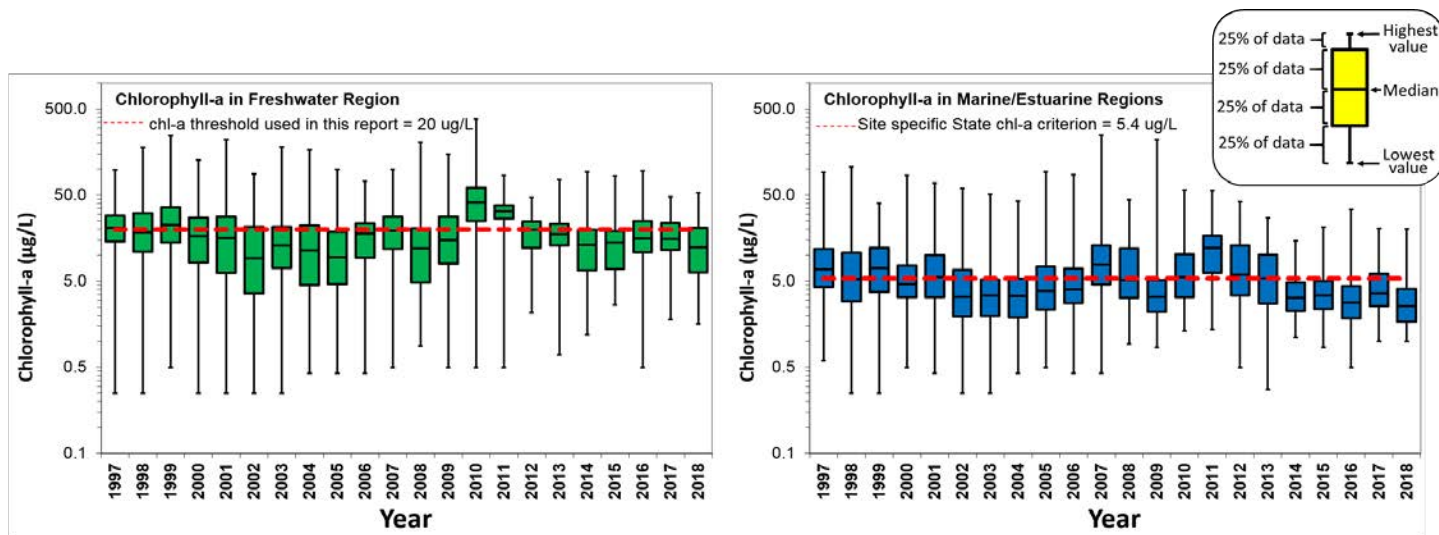 Chlorophyll-a in Freshwater Region
chl-a threshold used in this report = 20 ug/L
Chlorophyll-a (µg/L)
500.0
50.0
5.0
0.5
0.1
1997 1998 1999 2000 2001 2002 2003 2004 2005 2006 2007 2008 2009 2010 2011 2012 2013 2014 2015 2016 2017 2018
Year
Chlorophyll-a in Marine/Estuarine Regions
Site specific State chl-a criterion = 5.4 ug/L
Chlorophyll-a (µg/L)
500.0
50.0
5.0
0.5
0.1
1997 1998 1999 2000 2001 2002 2003 2004 2005 2006 2007 2008 2009 2010 2011 2012 2013 2014 2015 2016 2017 2018
Year
25% of data
25% of data
25% of data
25% of data
Highest
value
Median
Lowest
value